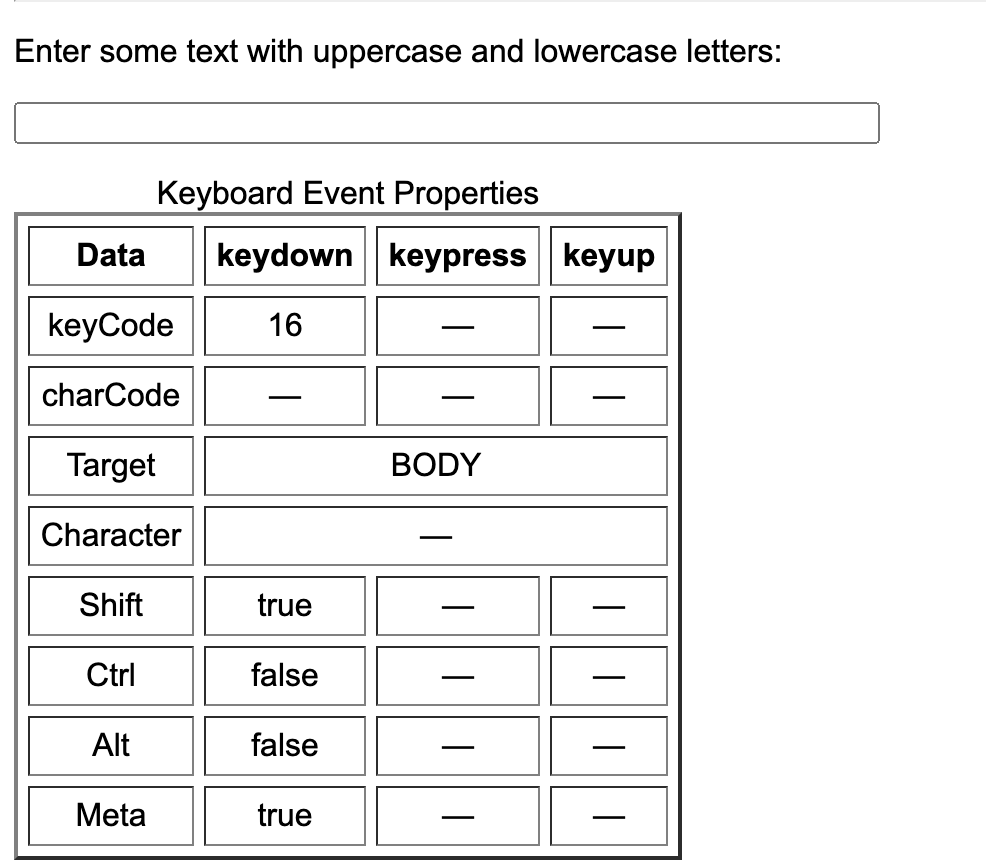 Enter some text with uppercase and lowercase letters:
Keyboard Event Properties
Data keydown keypress keyup
keyCode 16 — —
charCode — — —
Target BODY
Character —
Shift true — —
Ctrl false — —
Alt false — —
Meta true — —